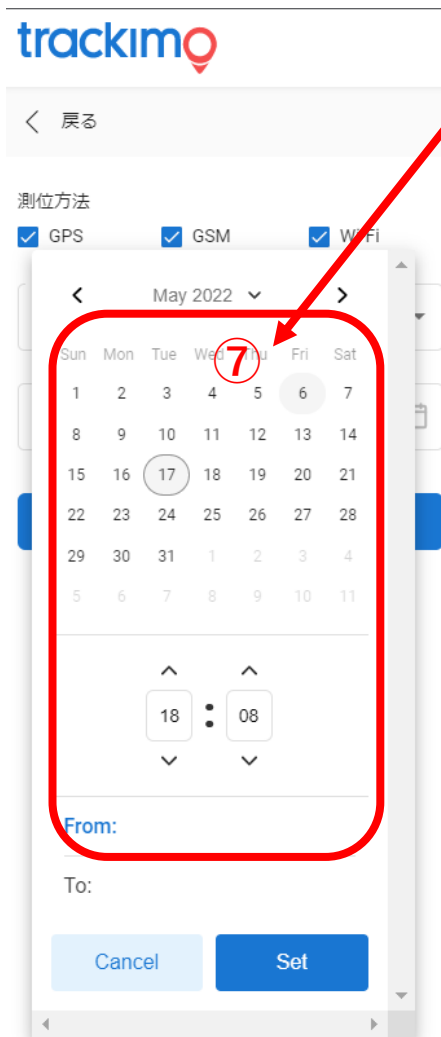 trackimo
戻る
測位方法
GPS GSM Wi-Fi
May 2022
Sun Mon Tue Wed Thu Fri Sat
⑦
1 2 3 4 5 6 7
8 9 10 11 12 13 14
15 16 17 18 19 20 21
22 23 24 25 26 27 28
29 30 31 1 2 3 4
5 6 7 8 9 10 11
18 : 08
From:
To:
Cancel Set